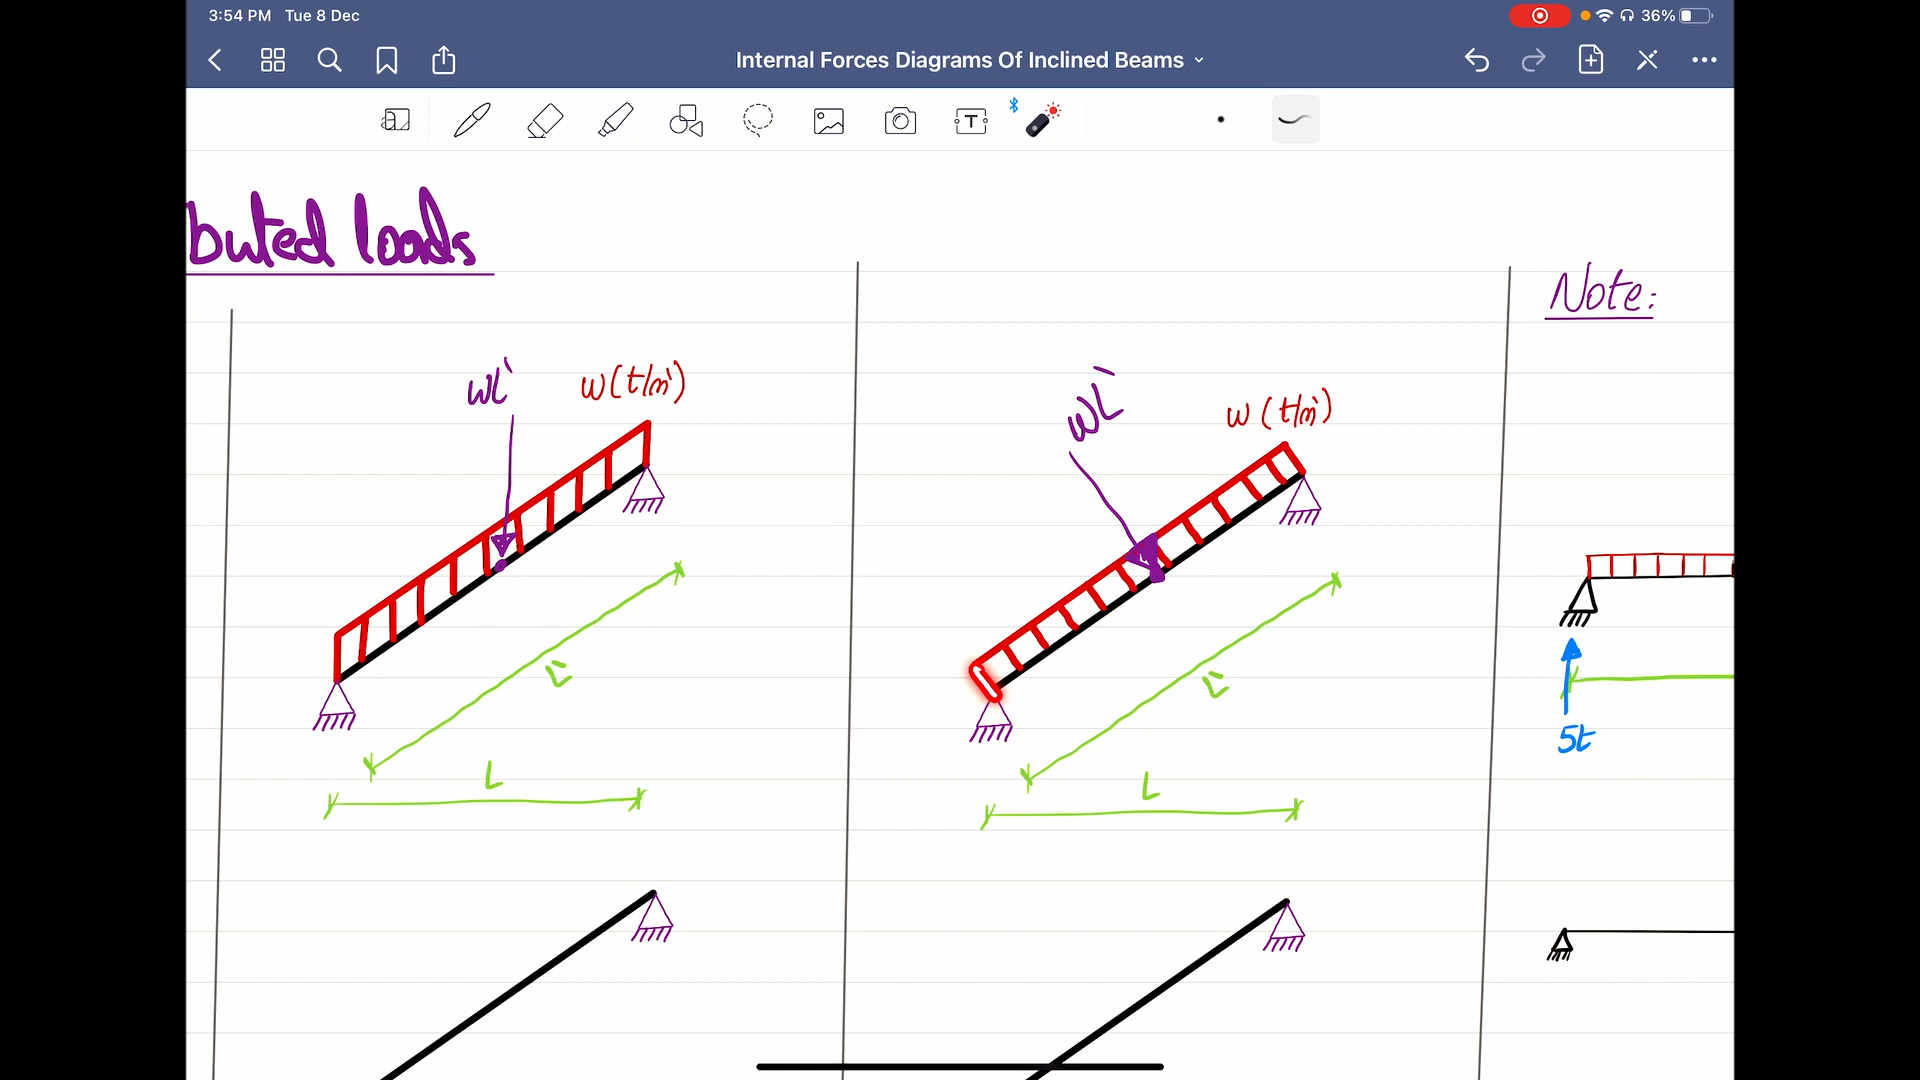 3:54 PM Tue 8 Dec
36%
Internal Forces Diagrams Of Inclined Beams
a
T
buted loads
Note:
wL'
w(t/m')
wL'
w (t/m')
L'
L'
L
L
5t